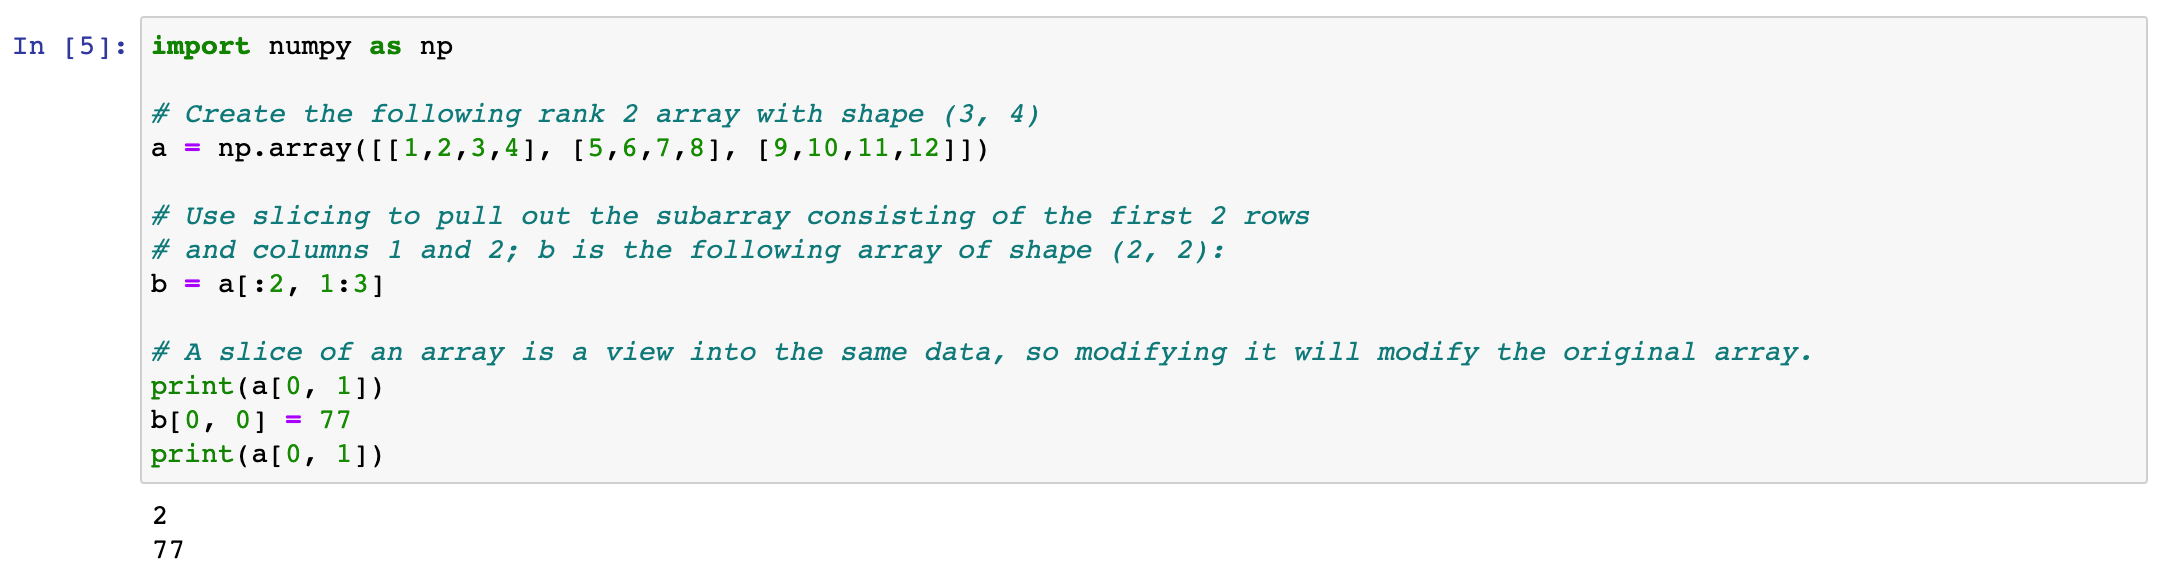 In [5]: import numpy as np
# Create the following rank 2 array with shape (3, 4)
a = np.array([[1,2,3,4], [5,6,7,8], [9,10,11,12]])
# Use slicing to pull out the subarray consisting of the first 2 rows
# and columns 1 and 2; b is the following array of shape (2, 2):
b = a[:2, 1:3]
# A slice of an array is a view into the same data, so modifying it will modify the original array.
print(a[0, 1])
b[0, 0] = 77
print(a[0, 1])
2
77